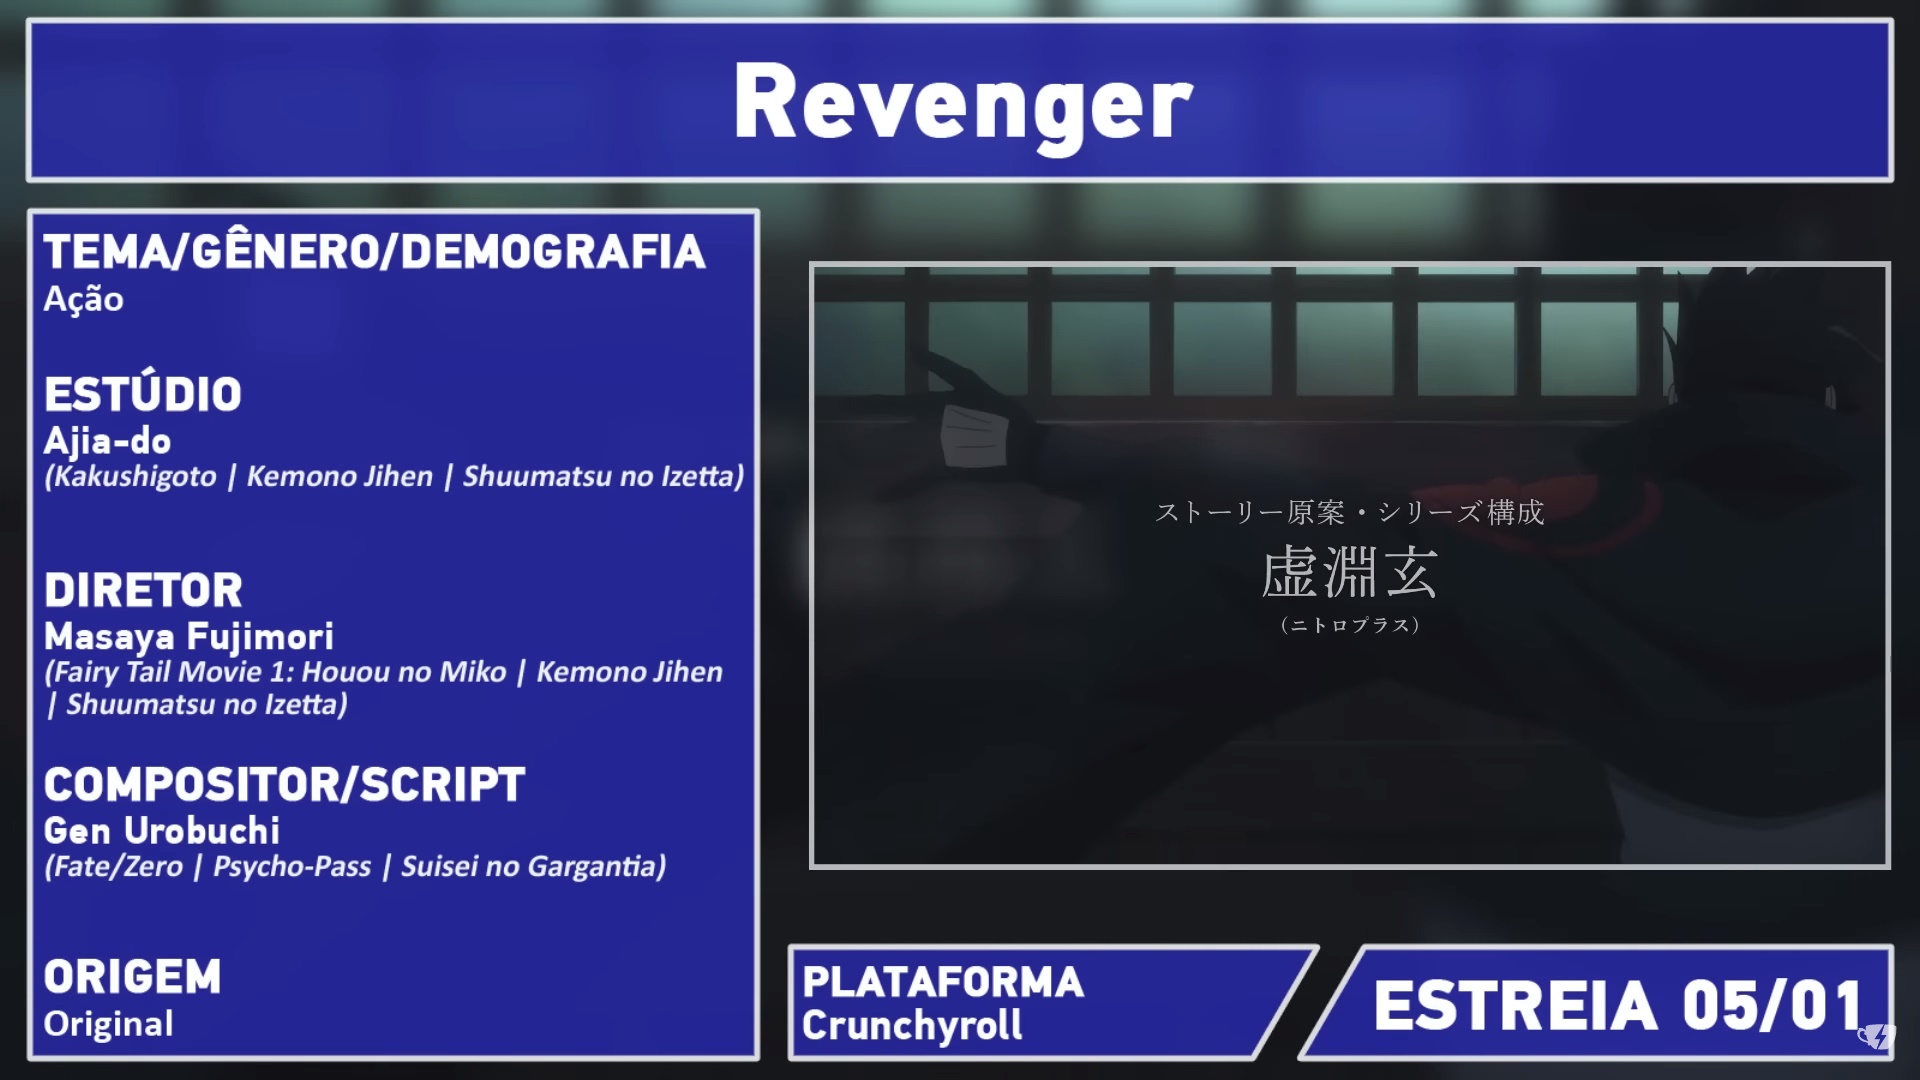 Revenger
TEMA/GÊNERO/DEMOGRAFIA
Ação
ESTÚDIO
Ajia-do
(Kakushigoto | Kemono Jihen | Shuumatsu no Izetta)
DIRETOR
Masaya Fujimori
(Fairy Tail Movie 1: Houou no Miko | Kemono Jihen
| Shuumatsu no Izetta)
COMPOSITOR/SCRIPT
Gen Urobuchi
(Fate/Zero | Psycho-Pass | Suisei no Gargantia)
ORIGEM
Original
ストーリー原案・シリーズ構成
虚淵玄
（ニトロプラス）
PLATAFORMA
Crunchyroll
ESTREIA 05/01